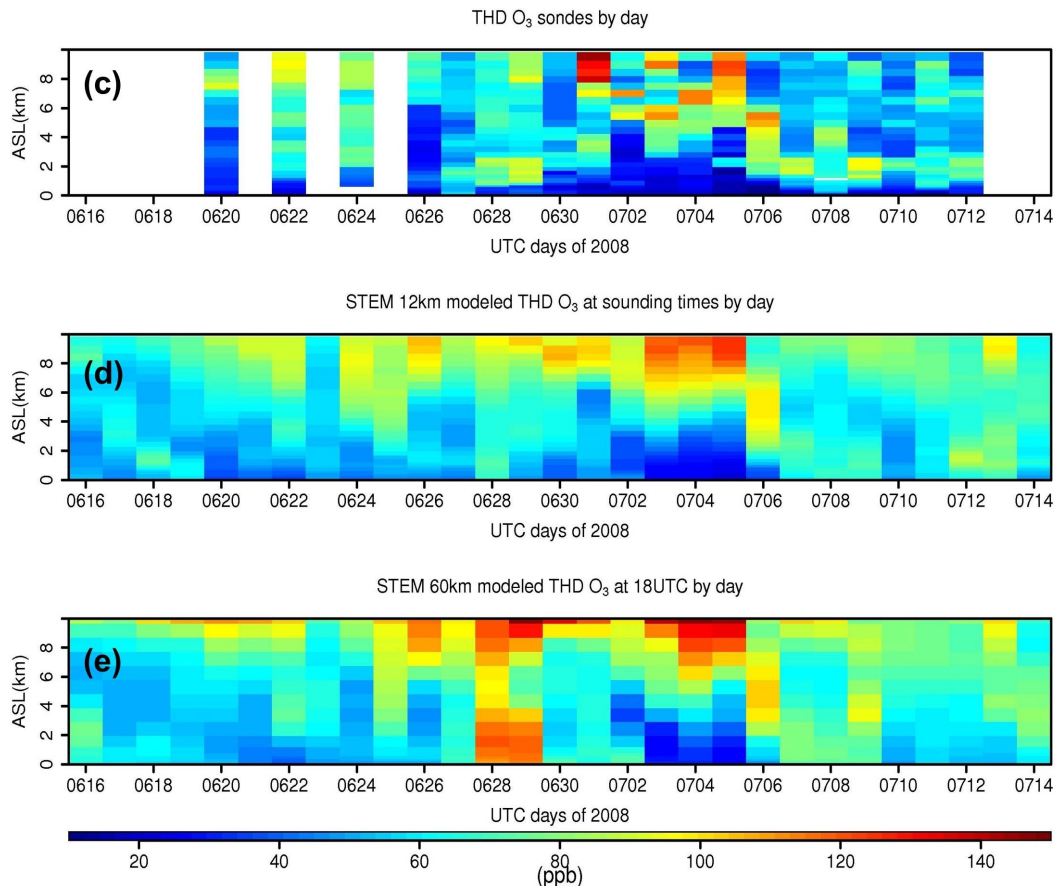 THD O₃ sondes by day
(c)
ASL(km)
8
6
4
2
0
0616 0618 0620 0622 0624 0626 0628 0630 0702 0704 0706 0708 0710 0712 0714
UTC days of 2008
STEM 12km modeled THD O₃ at sounding times by day
(d)
ASL(km)
8
6
4
2
0
0616 0618 0620 0622 0624 0626 0628 0630 0702 0704 0706 0708 0710 0712 0714
UTC days of 2008
STEM 60km modeled THD O₃ at 18UTC by day
(e)
ASL(km)
8
6
4
2
0
0616 0618 0620 0622 0624 0626 0628 0630 0702 0704 0706 0708 0710 0712 0714
UTC days of 2008
20 40 60 80 100 120 140
(ppb)